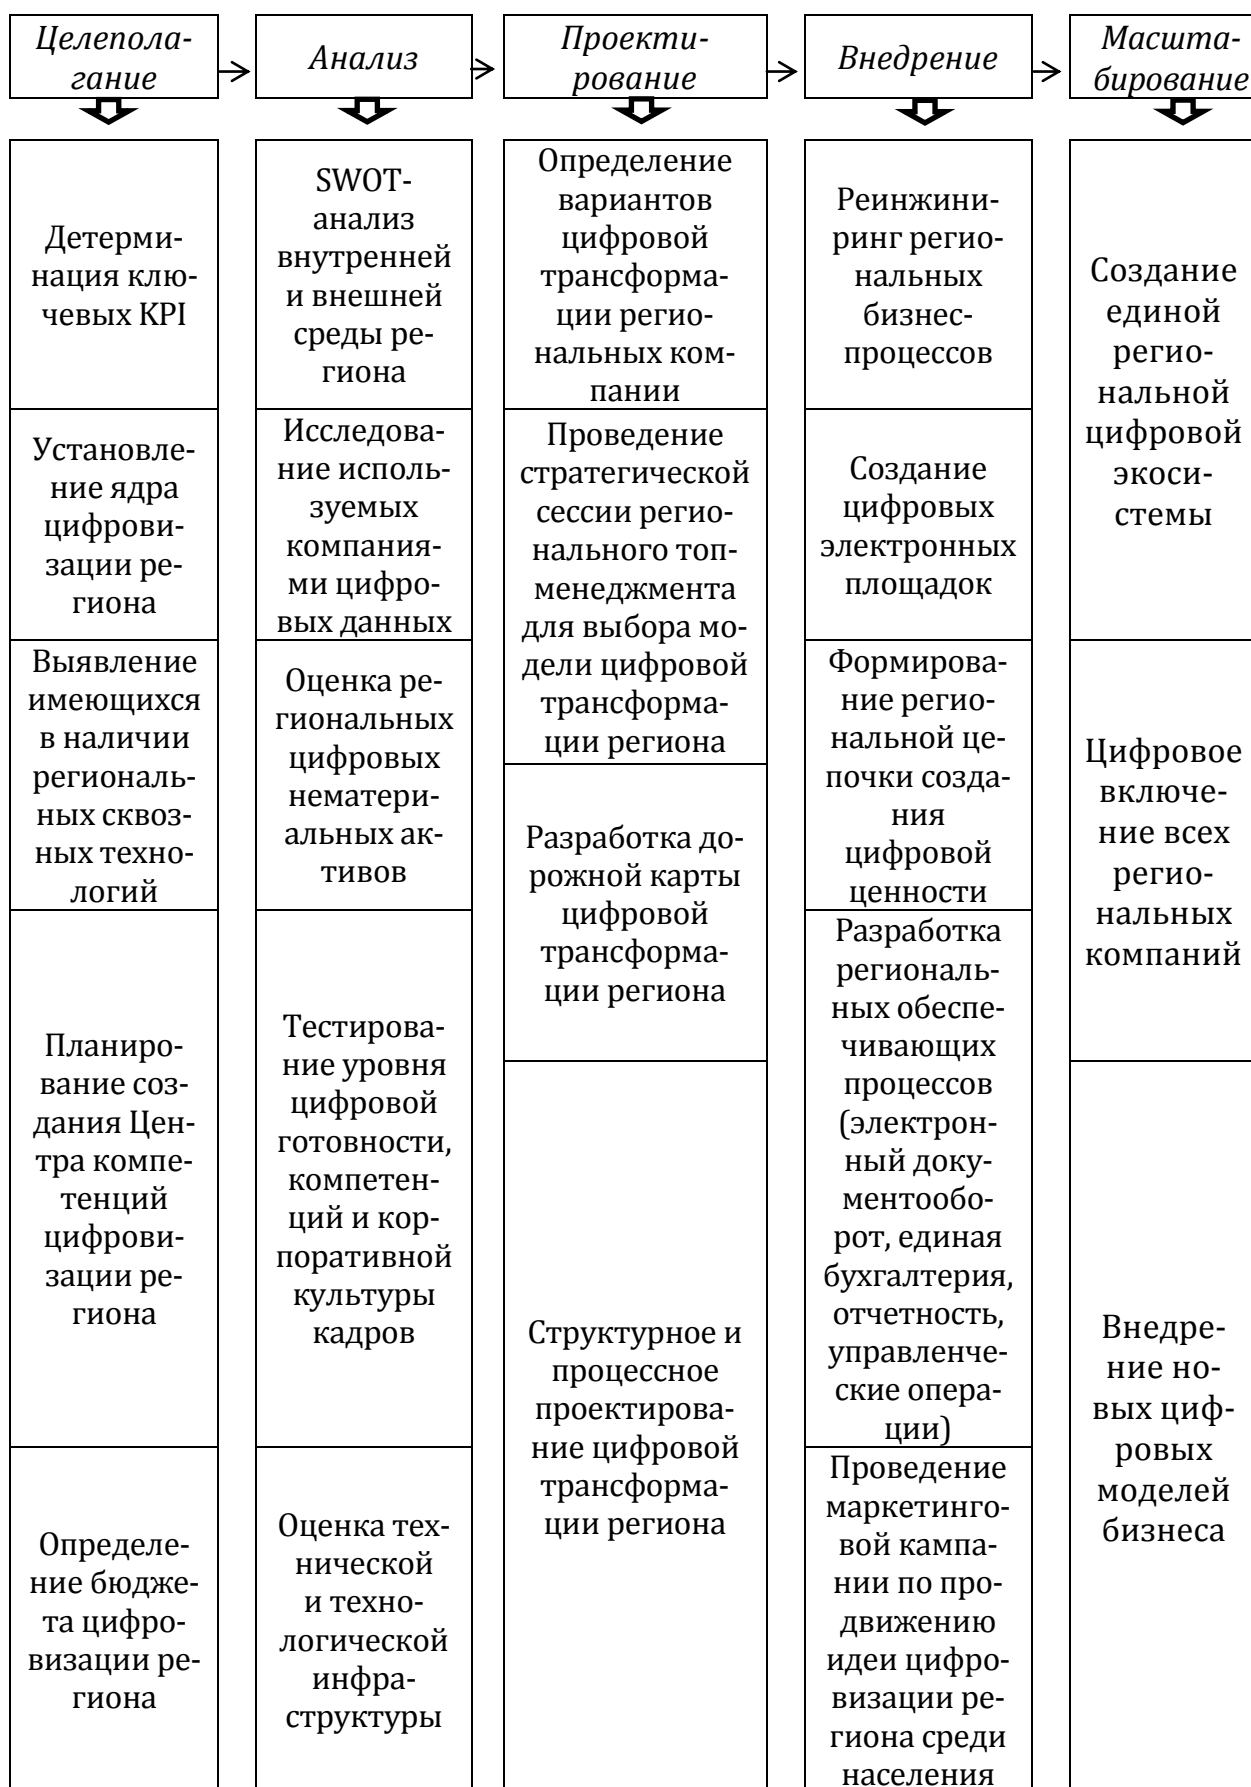 Целепола-
гание
Анализ
Проекти-
рование
Внедрение
Масшта-
бирование
Детерми-
нация клю-
чевых KPI
Установле-
ние ядра
цифрови-
зации ре-
гиона
Выявление
имеющихся
в наличии
региональ-
ных сквоз-
ных техно-
логий
Планиро-
вание соз-
дания Цен-
тра компе-
тенций
цифрови-
зации ре-
гиона
Определе-
ние бюдже-
та цифро-
визации ре-
гиона
SWOT-
анализ
внутренней
и внешней
среды ре-
гиона
Исследова-
ние исполь-
зуемых
компания-
ми цифро-
вых данных
Оценка ре-
гиональных
цифровых
нематери-
альных ак-
тивов
Тестирова-
ние уровня
цифровой
готовности,
компетен-
ций и кор-
поративной
культуры
кадров
Оценка тех-
нической
и техно-
логической
инфра-
структуры
Определение
вариантов
цифровой
трансформа-
ции регио-
нальных ком-
пании
Проведение
стратегической
сессии регио-
нального топ-
менеджмента
для выбора мо-
дели цифровой
трансформа-
ции региона
Разработка до-
рожной карты
цифровой
трансформа-
ции региона
Структурное и
процессное
проектирова-
ние цифровой
трансформа-
ции региона
Реинжини-
ринг регио-
нальных
бизнес-
процессов
Создание
цифровых
электронных
площадок
Формирова-
ние регио-
нальной це-
почки созда-
ния
цифровой
ценности
Разработка
региональ-
ных обеспе-
чивающих
процессов
(электрон-
ный доку-
ментообо-
рот, единая
бухгалтерия,
отчетность,
управленче-
ские опера-
ции)
Проведение
маркетинго-
вой кампа-
нии по про-
движению
идеи цифро-
визации ре-
гиона среди
населения
Создание
единой
регио-
нальной
цифровой
экоси-
стемы
Цифровое
включе-
ние всех
регио-
нальных
компаний
Внедре-
ние но-
вых циф-
ровых
моделей
бизнеса